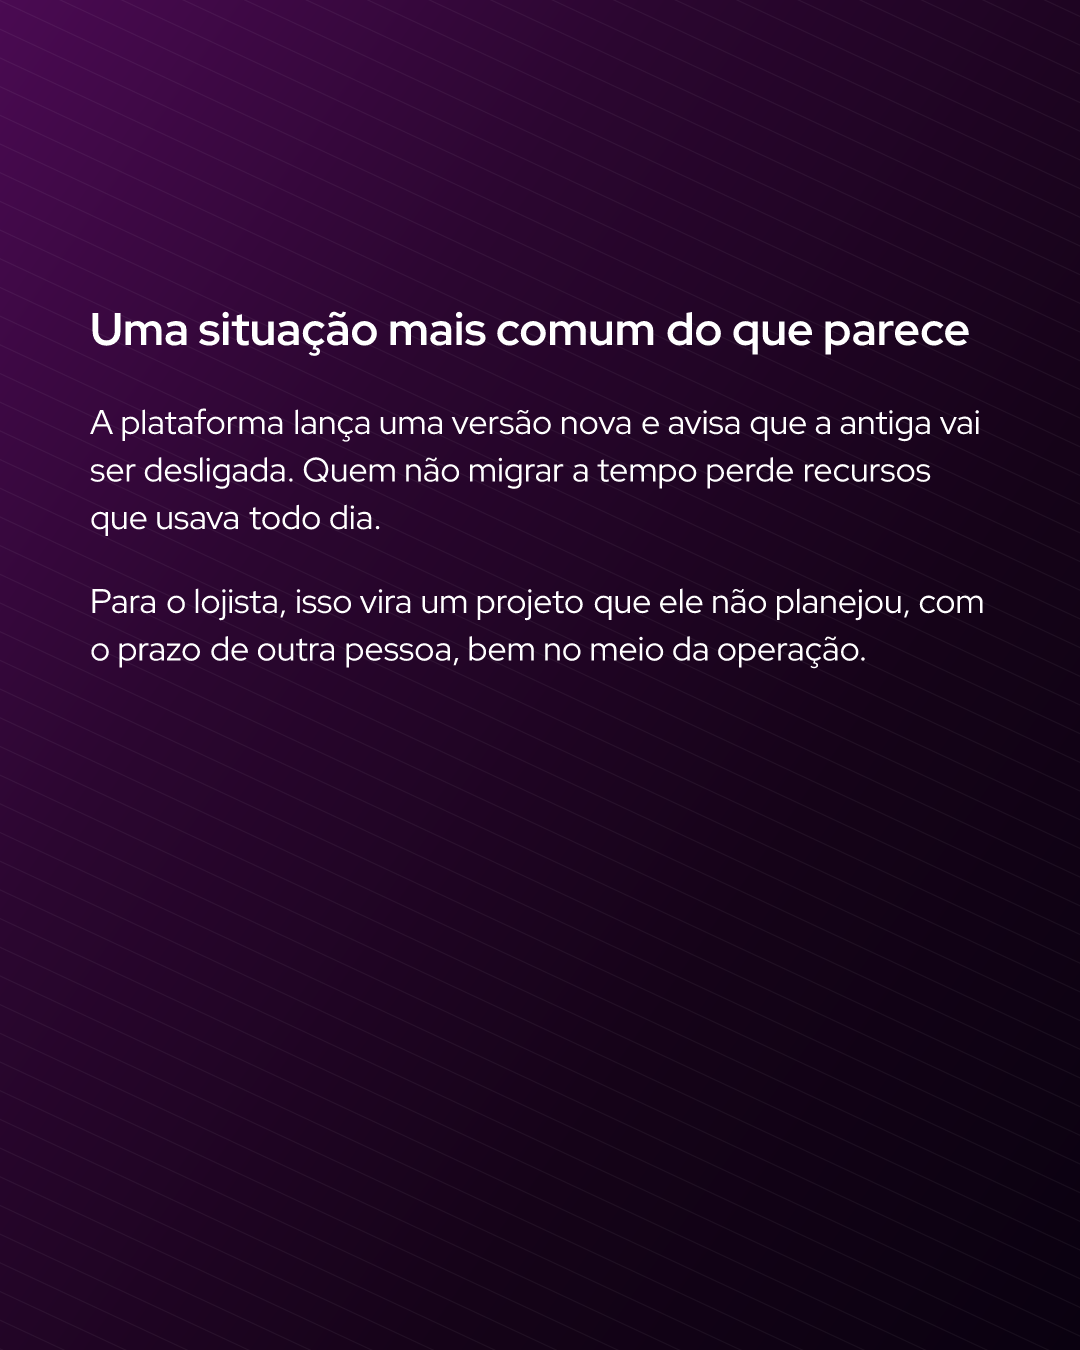 Uma situação mais comum do que parece
A plataforma lança uma versão nova e avisa que a antiga vai
ser desligada. Quem não migrar a tempo perde recursos
que usava todo dia.
Para o lojista, isso vira um projeto que ele não planejou, com
o prazo de outra pessoa, bem no meio da operação.